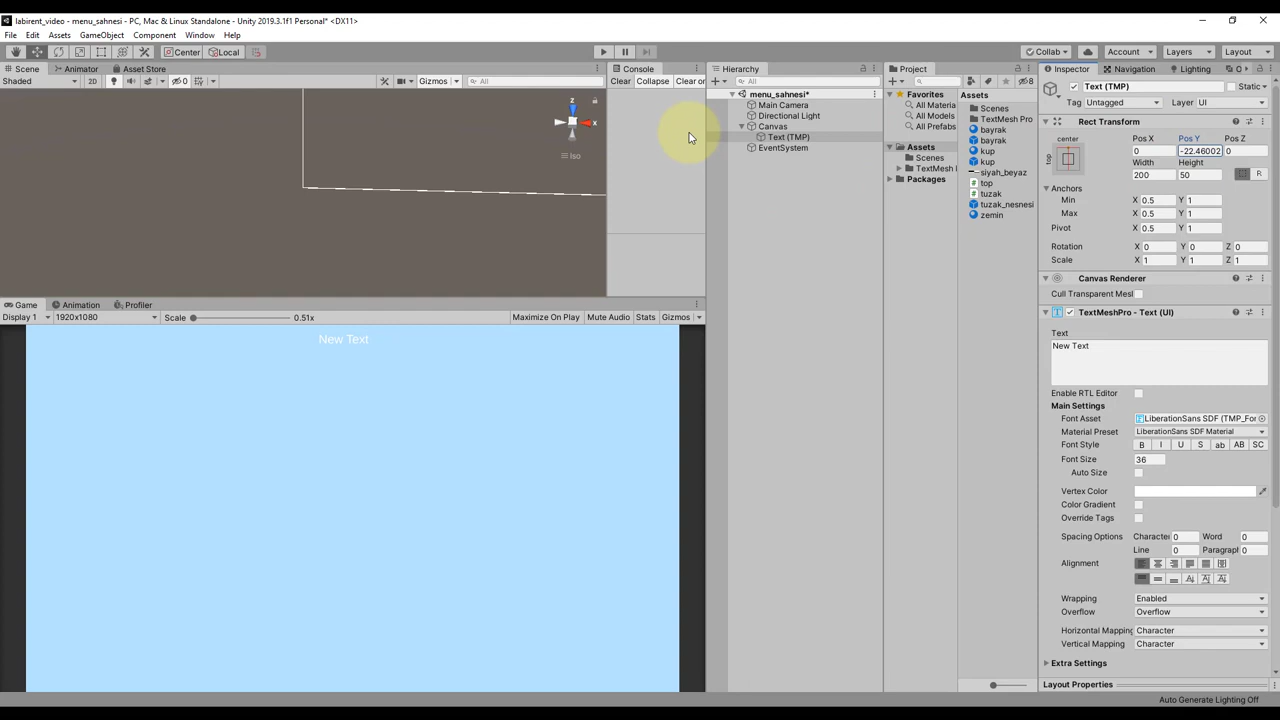 labirent_video - menu_sahnesi - PC, Mac & Linux Standalone - Unity 2019.3.1f1 Personal* <DX11>
File Edit Assets GameObject Component Window Help
Center Local Collab Account Layers Layout
Scene Animator Asset Store
Shaded 2D 0 Gizmos All
z
x
Iso
Console
Clear Collapse Clear or
Hierarchy
All
menu_sahnesi*
Main Camera
Directional Light
Canvas
Text (TMP)
EventSystem
Project
8
Favorites
All Materia
All Models
All Prefabs
Assets
Scenes
TextMesh
Packages
Assets
Scenes
TextMesh Pro
bayrak
bayrak
kup
kup
siyah_beyaz
top
tuzak
tuzak_nesnesi
zemin
Game Animation Profiler
Display 1 1920x1080 Scale 0.51x Maximize On Play Mute Audio Stats Gizmos
New Text
Inspector Navigation Lighting O
Text (TMP) Static
Tag Untagged Layer UI
Rect Transform
center Pos X Pos Y Pos Z
top 0 -22.46002 0
Width Height
200 50 R
Anchors
Min X 0.5 Y 1
Max X 0.5 Y 1
Pivot X 0.5 Y 1
Rotation X 0 Y 0 Z 0
Scale X 1 Y 1 Z 1
Canvas Renderer
Cull Transparent Mesl
TextMeshPro - Text (UI)
Text
New Text
Enable RTL Editor
Main Settings
Font Asset LiberationSans SDF (TMP_For
Material Preset LiberationSans SDF Material
Font Style B I U S ab AB SC
Font Size 36
Auto Size
Vertex Color
Color Gradient
Override Tags
Spacing Options Character 0 Word 0
Line 0 Paragraph 0
Alignment
Wrapping Enabled
Overflow Overflow
Horizontal Mapping Character
Vertical Mapping Character
Extra Settings
Layout Properties
Auto Generate Lighting Off